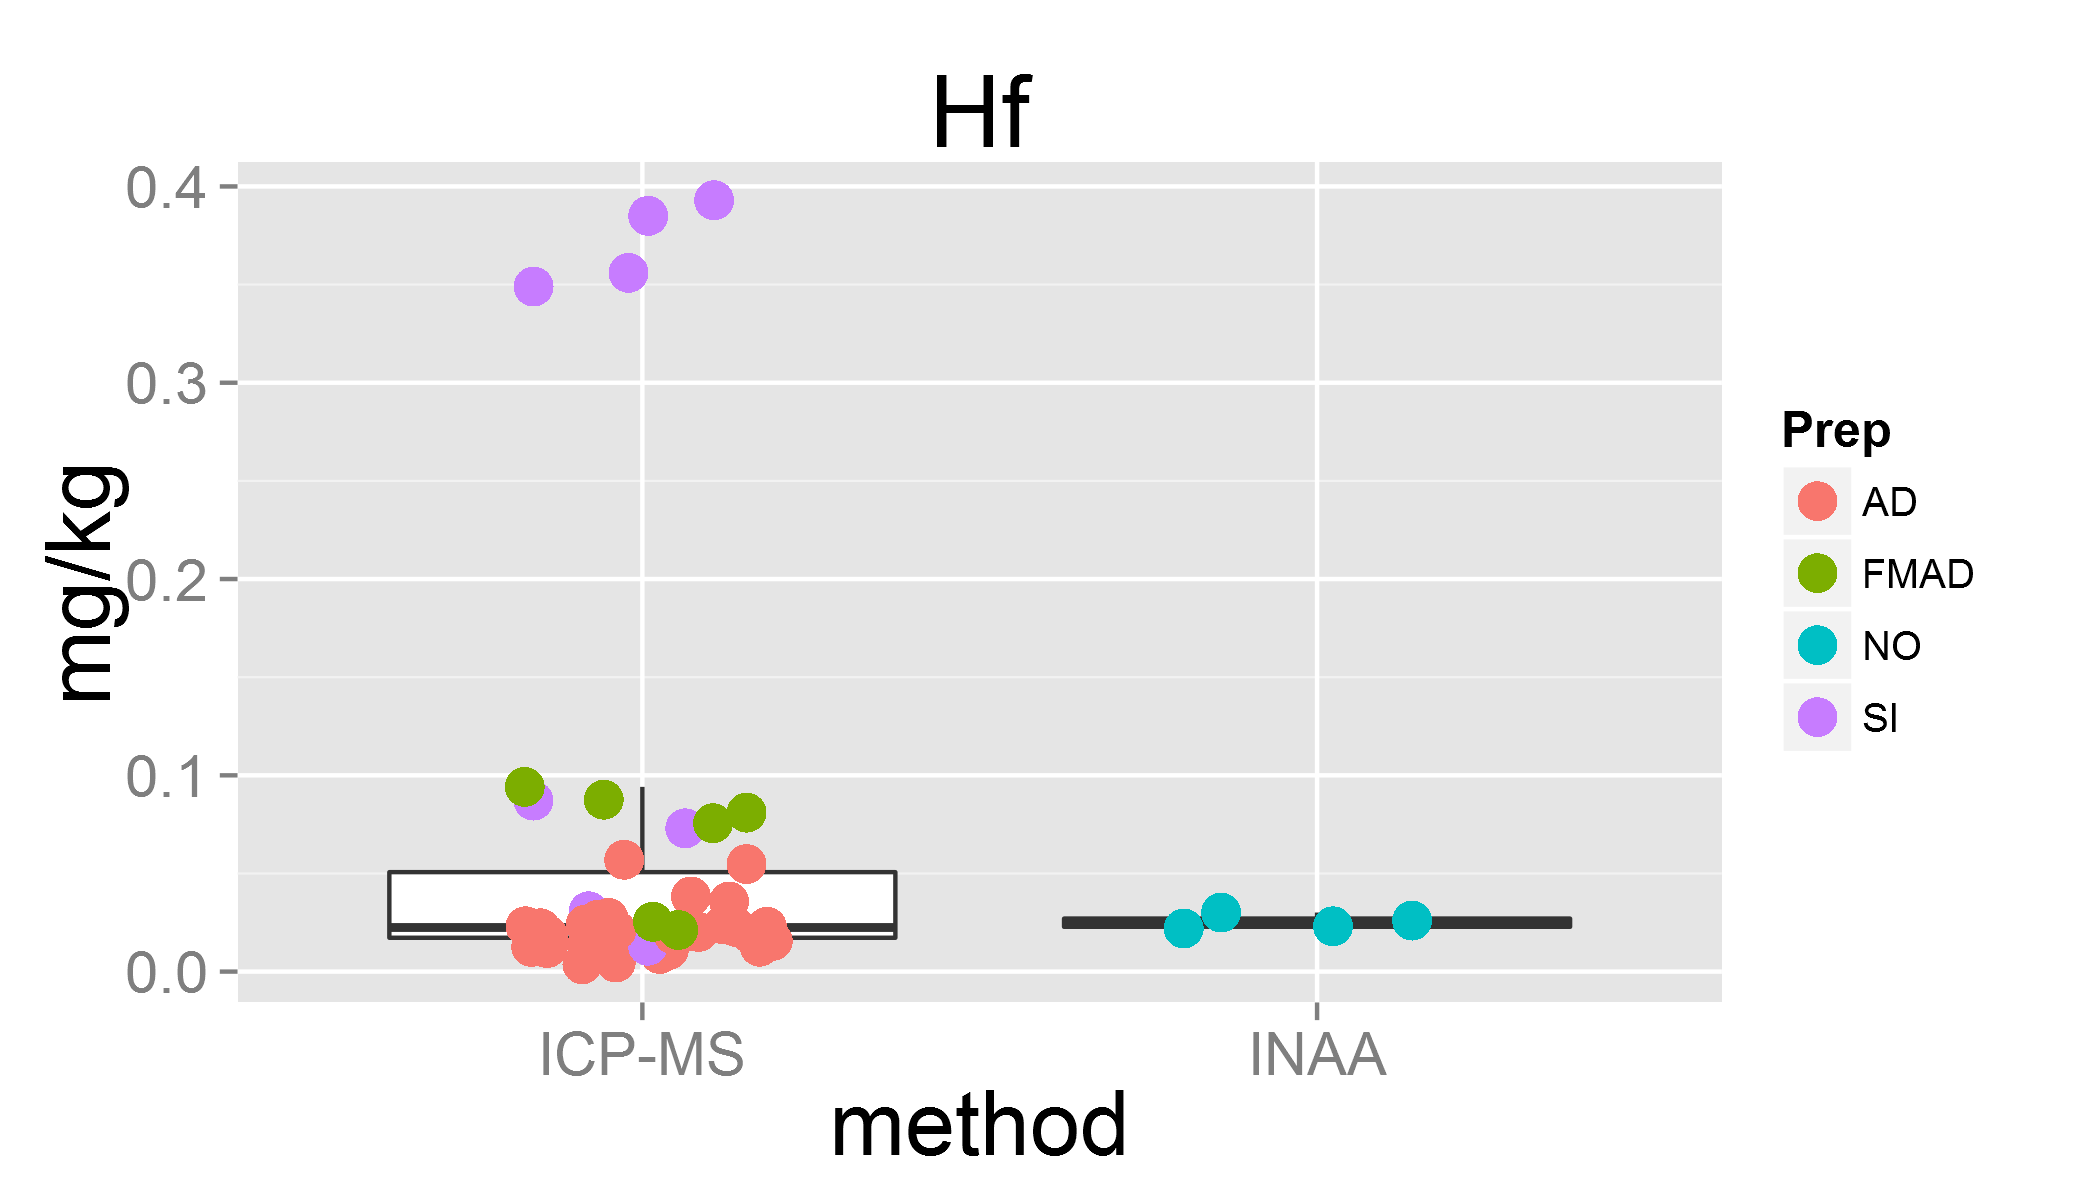 Hf
mg/kg
0.4
0.3
0.2
0.1
0.0
ICP-MS
INAA
method
Prep
AD
FMAD
NO
SI